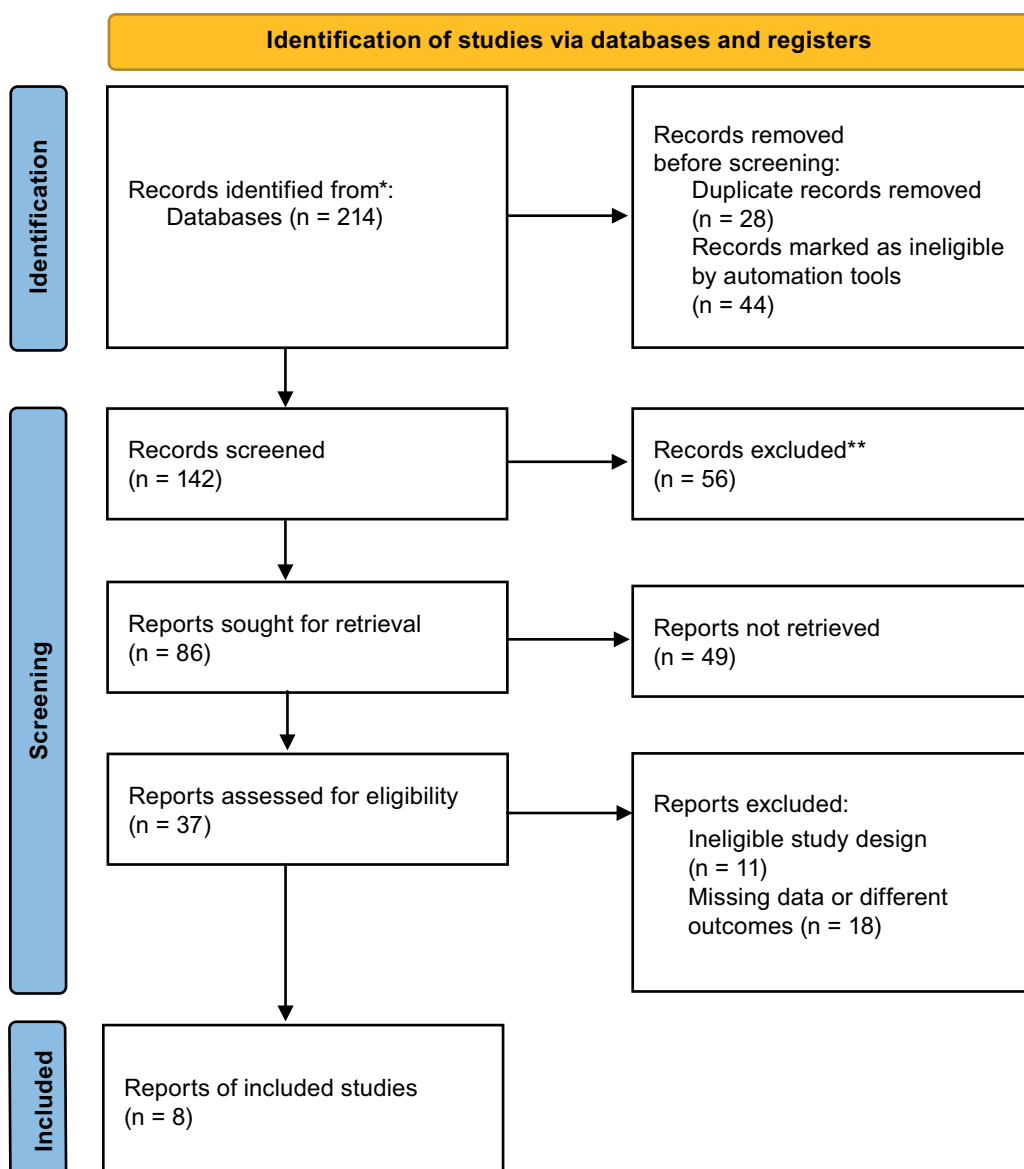 Identification of studies via databases and registers
Identification
Records identified from*:
Databases (n = 214)
Records removed
before screening:
Duplicate records removed
(n = 28)
Records marked as ineligible
by automation tools
(n = 44)
Screening
Records screened
(n = 142)
Records excluded**
(n = 56)
Reports sought for retrieval
(n = 86)
Reports not retrieved
(n = 49)
Reports assessed for eligibility
(n = 37)
Reports excluded:
Ineligible study design
(n = 11)
Missing data or different
outcomes (n = 18)
Included
Reports of included studies
(n = 8)